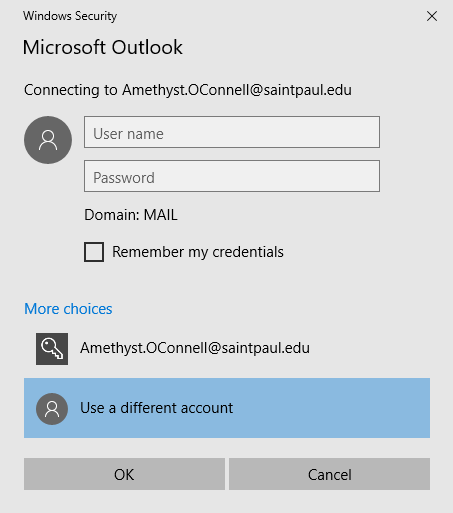 Windows Security
Microsoft Outlook
Connecting to Amethyst.OConnell@saintpaul.edu
User name
Password
Domain: MAIL
Remember my credentials
More choices
Amethyst.OConnell@saintpaul.edu
Use a different account
OK
Cancel